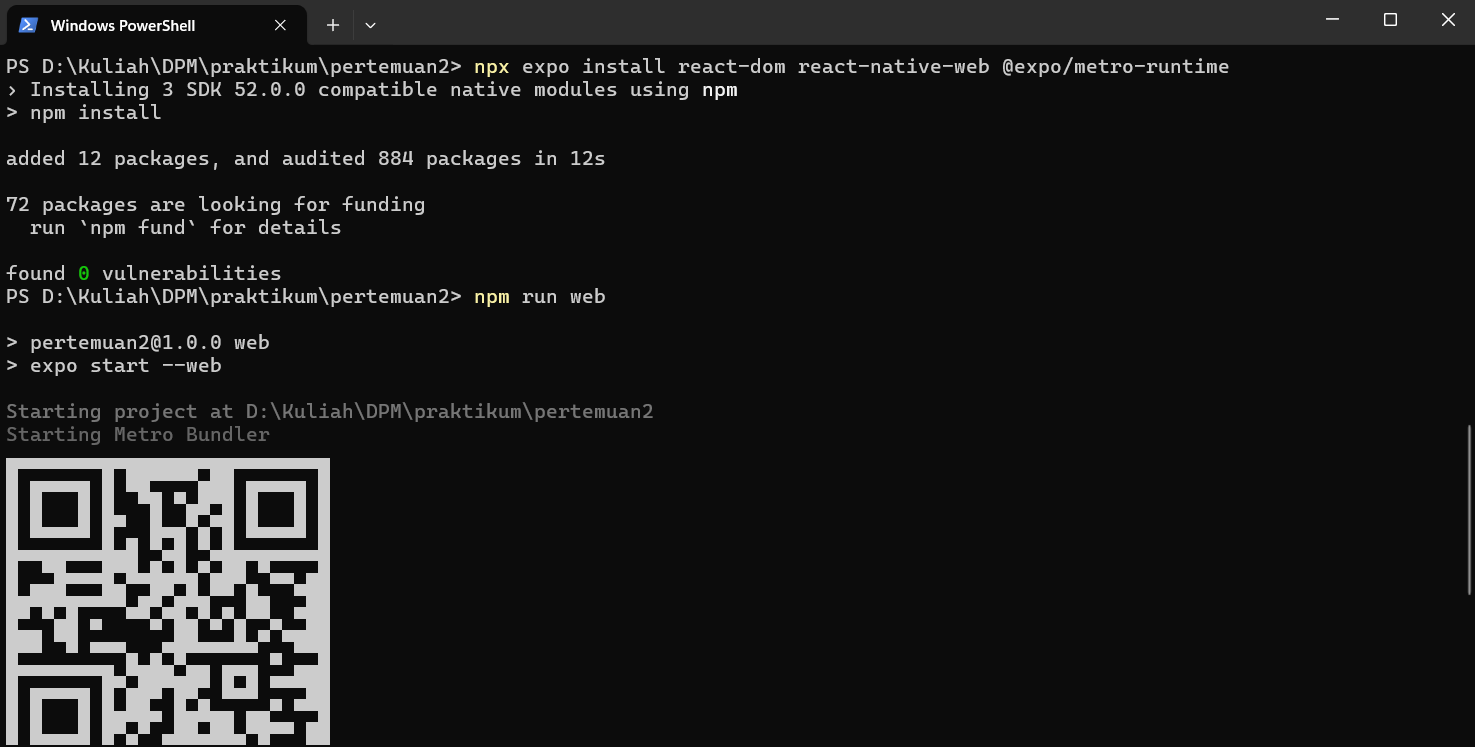 Windows PowerShell
PS D:\Kuliah\DPM\praktikum\pertemuan2> npx expo install react-dom react-native-web @expo/metro-runtime
› Installing 3 SDK 52.0.0 compatible native modules using npm
> npm install
added 12 packages, and audited 884 packages in 12s
72 packages are looking for funding
  run `npm fund` for details
found 0 vulnerabilities
PS D:\Kuliah\DPM\praktikum\pertemuan2> npm run web
> pertemuan2@1.0.0 web
> expo start --web
Starting project at D:\Kuliah\DPM\praktikum\pertemuan2
Starting Metro Bundler